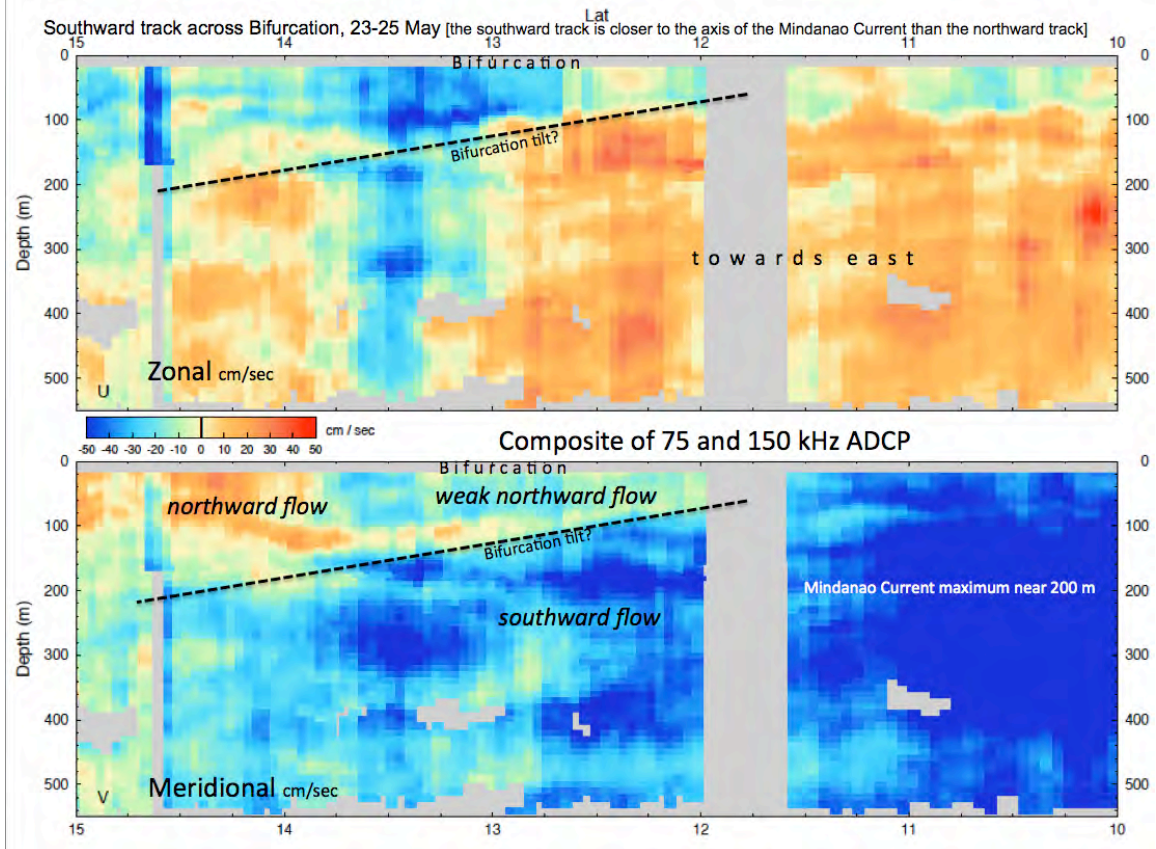 Lat
Southward track across Bifurcation, 23-25 May [the southward track is closer to the axis of the Mindanao Current than the northward track]
15 14 13 12 11 10
Bifurcation
0 0
100 100
Bifurcation tilt?
200 200
Depth (m)
300 300
towards east
400 400
Zonal cm/sec
500 500
U
-50 -40 -30 -20 -10 0 10 20 30 40 50
cm / sec
Composite of 75 and 150 kHz ADCP
Bifurcation
0 0
northward flow
weak northward flow
100 100
Bifurcation tilt?
200 200
Mindanao Current maximum near 200 m
southward flow
Depth (m)
300 300
400 400
500 500
Meridional cm/sec
V
15 14 13 12 11 10